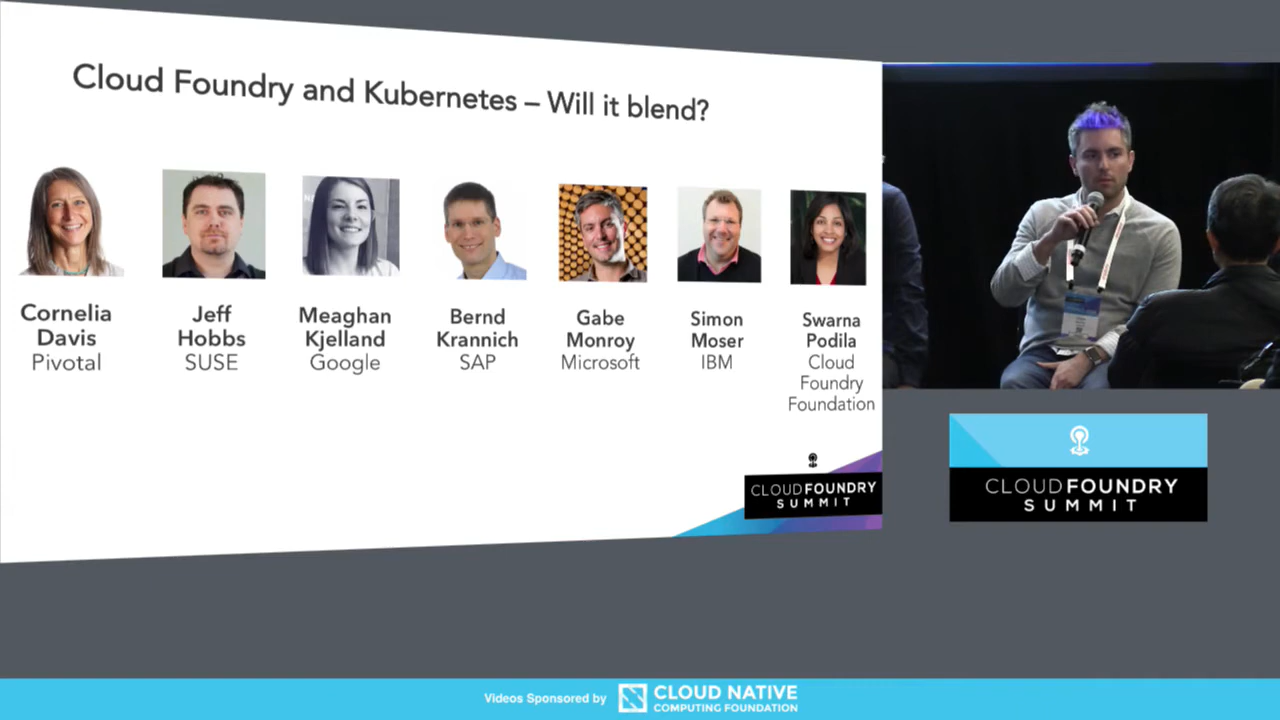 Cloud Foundry and Kubernetes – Will it blend?
Cornelia
Davis
Pivotal
Jeff
Hobbs
SUSE
Meaghan
Kjelland
Google
Bernd
Krannich
SAP
Gabe
Monroy
Microsoft
Simon
Moser
IBM
Swarna
Podila
Cloud
Foundry
Foundation
CLOUDFOUNDRY
SUMMIT
CLOUDFOUNDRY
SUMMIT
Videos Sponsored by
CLOUD NATIVE
COMPUTING FOUNDATION